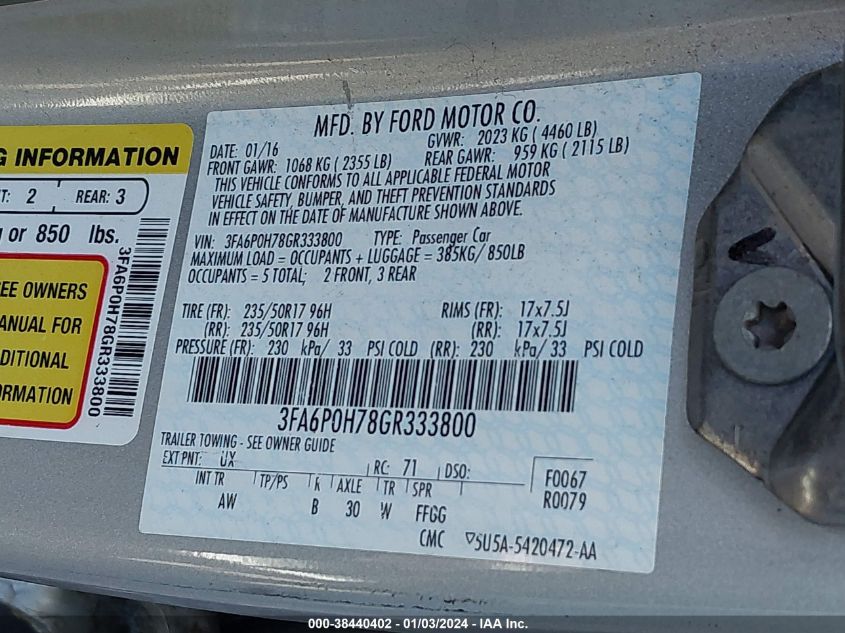 MFD. BY FORD MOTOR CO.
DATE: 01/16 GVWR: 2023 KG ( 4460 LB)
FRONT GAWR: 1068 KG ( 2355 LB) REAR GAWR: 959 KG ( 2115 LB)
THIS VEHICLE CONFORMS TO ALL APPLICABLE FEDERAL MOTOR
VEHICLE SAFETY, BUMPER, AND THEFT PREVENTION STANDARDS
IN EFFECT ON THE DATE OF MANUFACTURE SHOWN ABOVE.
VIN: 3FA6P0H78GR333800 TYPE: Passenger Car
MAXIMUM LOAD = OCCUPANTS + LUGGAGE = 385KG/ 850LB
OCCUPANTS = 5 TOTAL; 2 FRONT, 3 REAR
TIRE (FR): 235/50R17 96H RIMS (FR): 17x7.5J
(RR): 235/50R17 96H (RR): 17x7.5J
PRESSURE (FR): 230 kPa/ 33 PSI COLD (RR): 230 kPa/ 33 PSI COLD
3FA6P0H78GR333800
TRAILER TOWING - SEE OWNER GUIDE
EXT PNT: UX RC: 71 DSO: F0067
INT TR TP/PS R AXLE TR SPR R0079
AW B 30 W FFGG
CMC 5U5A-5420472-AA
G INFORMATION
T: 2 REAR: 3
or 850 lbs.
EE OWNERS
ANUAL FOR
DITIONAL
ORMATION
3FA6P0H78GR333800
000-38440402 - 01/03/2024 - IAA Inc.